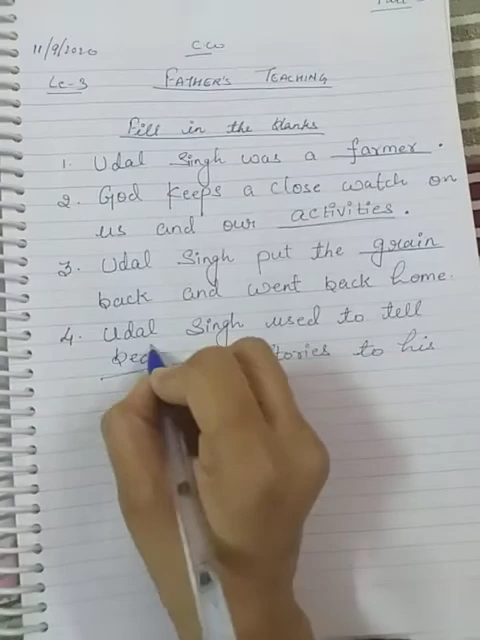 11/9/2020 CW
Lc-3 FATHER'S TEACHING
Fill in the blanks
1. Udal Singh was a farmer.
2. God keeps a close watch on
us and our activities.
3. Udal Singh put the grain
back and went back home.
4. Udal Singh used to tell
to his